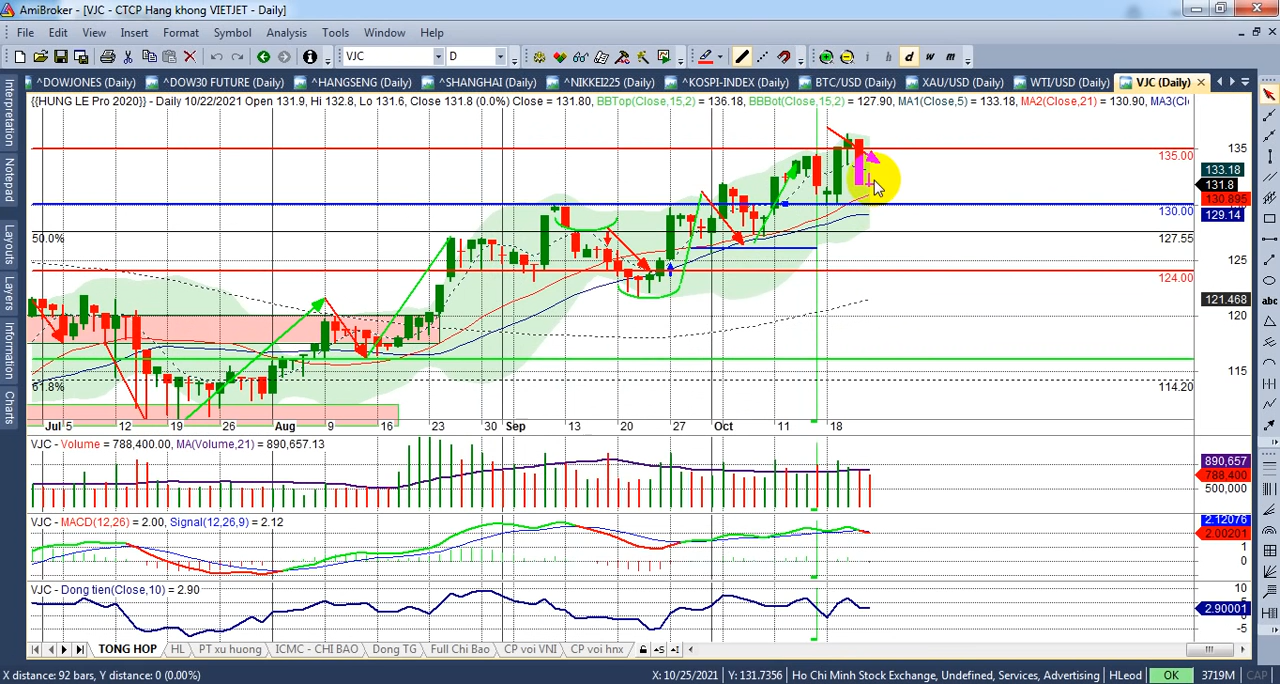 AmiBroker - [VJC - CTCP Hang khong VIETJET - Daily]
File Edit View Insert Format Symbol Analysis Tools Window Help
VJC D d w m
^DOWJONES (Daily) ^DOW30 FUTURE (Daily) ^HANGSENG (Daily) ^SHANGHAI (Daily) ^NIKKEI225 (Daily) ^KOSPI-INDEX (Daily) BTC/USD (Daily) XAU/USD (Daily) WTI/USD (Daily) VJC (Daily)
{{HUNG LE Pro 2020}} - Daily 10/22/2021 Open 131.9, Hi 132.8, Lo 131.6, Close 131.8 (0.0%) Close = 131.80, BBTop(Close,15,2) = 136.18, BBBot(Close,15,2) = 127.90, MA1(Close,5) = 133.18, MA2(Close,21) = 130.90, MA3(Cl
Interpretation
Notepad
Layouts
Layers
Information
Charts
abc
135
135.00
133.18
131.8
130.895
130.00
129.14
50.0%
127.55
125
124.00
121.468
120
115
61.8%
114.20
Jul 5 12 19 26 Aug 9 16 23 30 Sep 13 20 27 Oct 11 18
VJC - Volume = 788,400.00, MA(Volume,21) = 890,657.13
890,657
788,400
500,000
VJC - MACD(12,26) = 2.00, Signal(12,26,9) = 2.12
2.12076
2.00201
1
0
VJC - Dong tien(Close,10) = 2.90
10
2.90001
-5
TONG HOP HL PT xu huong ICMC - CHI BAO Dong TG Full Chi Bao CP voi VNI CP voi hnx
X distance: 92 bars, Y distance: 0 (0.00%) X: 10/25/2021 Y: 131.7356 Ho Chi Minh Stock Exchange, Undefined, Services, Advertising HLeod OK 3719M CAP